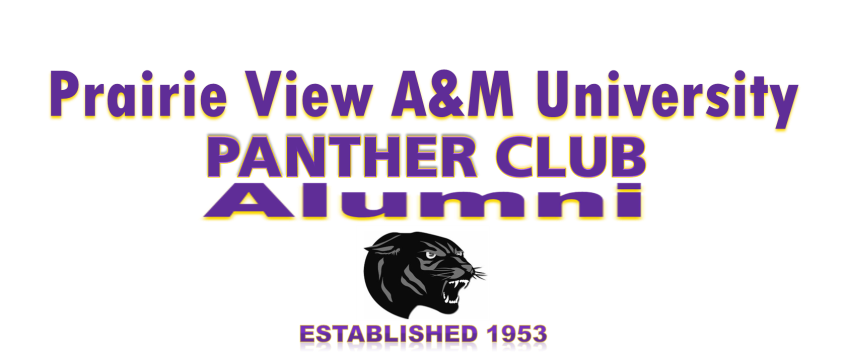 Prairie View A&M University
PANTHER CLUB
Alumni
ESTABLISHED 1953